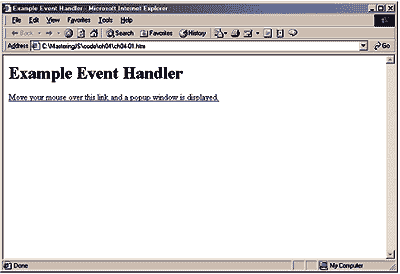 Example Event Handler - Microsoft Internet Explorer
File Edit View Favorites Tools Help
Back Search Favorites History
Address C:\MasteringJS\code\ch04\ch04-01.htm Go
Example Event Handler
Move your mouse over this link and a popup window is displayed.
Done My Computer